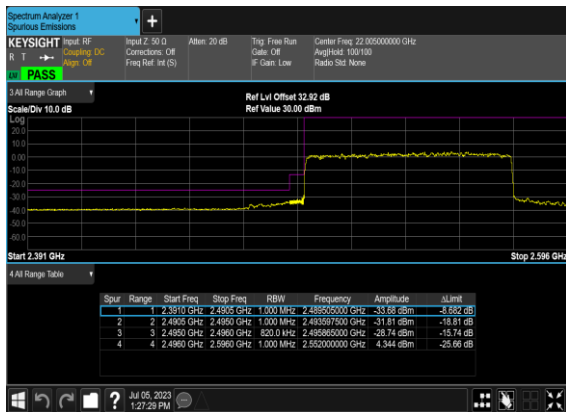 Spectrum Analyzer 1
Spurious Emissions
KEYSIGHT Input: RF
R T Coupling: DC
Align: Off
LW PASS
Input Z: 50 Ω
Corrections: Off
Freq Ref: Int (S)
Atten: 20 dB
Trig: Free Run
Gate: Off
IF Gain: Low
Center Freq: 22.005000000 GHz
Avg|Hold: 100/100
Radio Std: None
3 All Range Graph
Scale/Div 10.0 dB
Ref Lvl Offset 32.92 dB
Ref Value 30.00 dBm
Log
20.0
10.0
0.00
-10.0
-20.0
-30.0
-40.0
-50.0
-60.0
Start 2.391 GHz
Stop 2.596 GHz
4 All Range Table
Spur Range Start Freq Stop Freq RBW Frequency Amplitude ΔLimit
1 1 2.3910 GHz 2.4905 GHz 1.000 MHz 2.489505000 GHz -33.68 dBm -8.682 dB
2 2 2.4905 GHz 2.4950 GHz 1.000 MHz 2.493597500 GHz -31.81 dBm -18.81 dB
3 3 2.4950 GHz 2.4960 GHz 820.0 kHz 2.495865000 GHz -28.74 dBm -15.74 dB
4 4 2.4960 GHz 2.5960 GHz 1.000 MHz 2.552000000 GHz 4.344 dBm -25.66 dB
Jul 05, 2023
1:27:29 PM